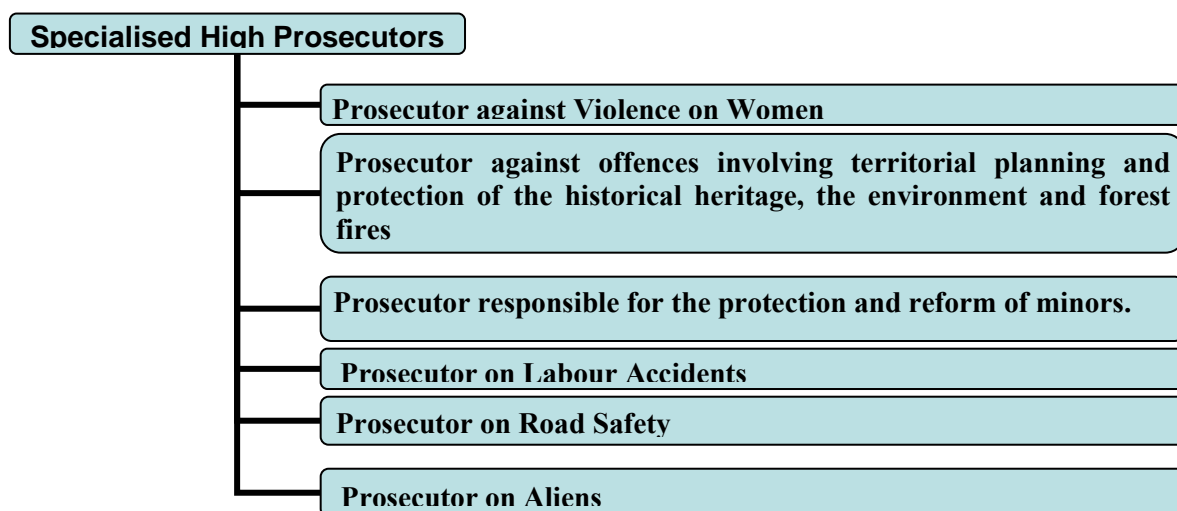 Specialised High Prosecutors
Prosecutor against Violence on Women
Prosecutor against offences involving territorial planning and
protection of the historical heritage, the environment and forest
fires
Prosecutor responsible for the protection and reform of minors.
Prosecutor on Labour Accidents
Prosecutor on Road Safety
Prosecutor on Aliens